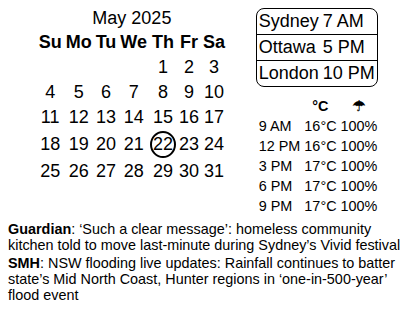 May 2025
Su Mo Tu We Th Fr Sa
1 2 3
4 5 6 7 8 9 10
11 12 13 14 15 16 17
18 19 20 21 22 23 24
25 26 27 28 29 30 31
Sydney 7 AM
Ottawa 5 PM
London 10 PM
°C ☂
9 AM 16°C 100%
12 PM 16°C 100%
3 PM 17°C 100%
6 PM 17°C 100%
9 PM 17°C 100%
Guardian: ‘Such a clear message’: homeless community
kitchen told to move last-minute during Sydney’s Vivid festival
SMH: NSW flooding live updates: Rainfall continues to batter
state’s Mid North Coast, Hunter regions in ‘one-in-500-year’
flood event